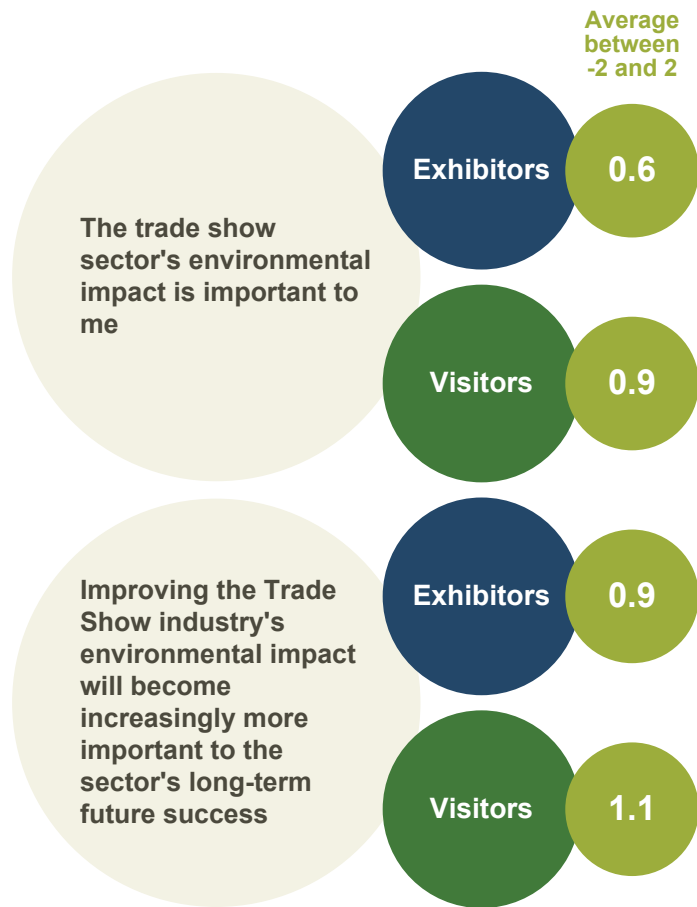 Average
between
-2 and 2
Exhibitors
0.6
The trade show
sector's environmental
impact is important to
me
Visitors
0.9
Exhibitors
0.9
Improving the Trade
Show industry's
environmental impact
will become
increasingly more
important to the
sector's long-term
future success
Visitors
1.1